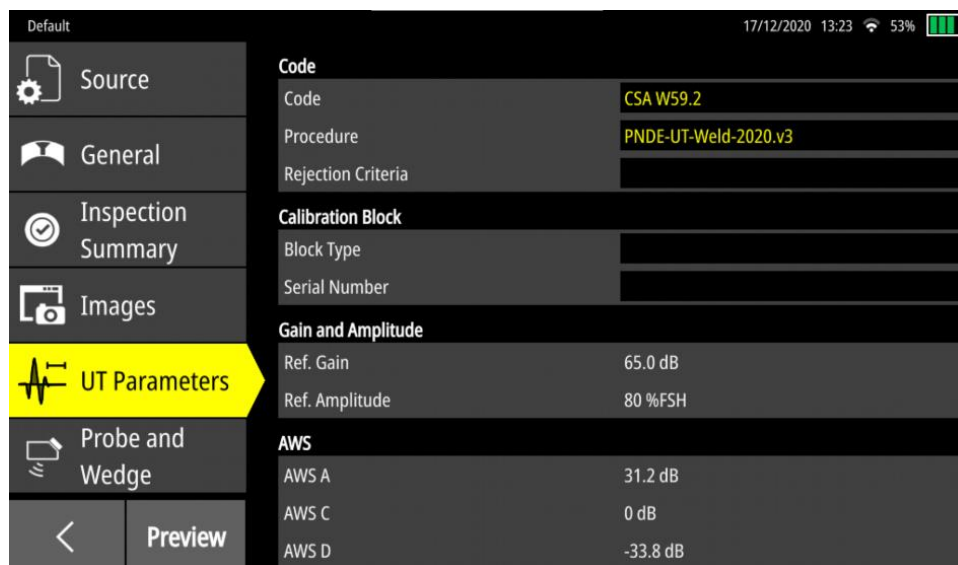 Default
17/12/2020 13:23 53%
Source
General
Inspection
Summary
Images
UT Parameters
Probe and
Wedge
Preview
Code
Code CSA W59.2
Procedure PNDE-UT-Weld-2020.v3
Rejection Criteria
Calibration Block
Block Type
Serial Number
Gain and Amplitude
Ref. Gain 65.0 dB
Ref. Amplitude 80 %FSH
AWS
AWS A 31.2 dB
AWS C 0 dB
AWS D -33.8 dB